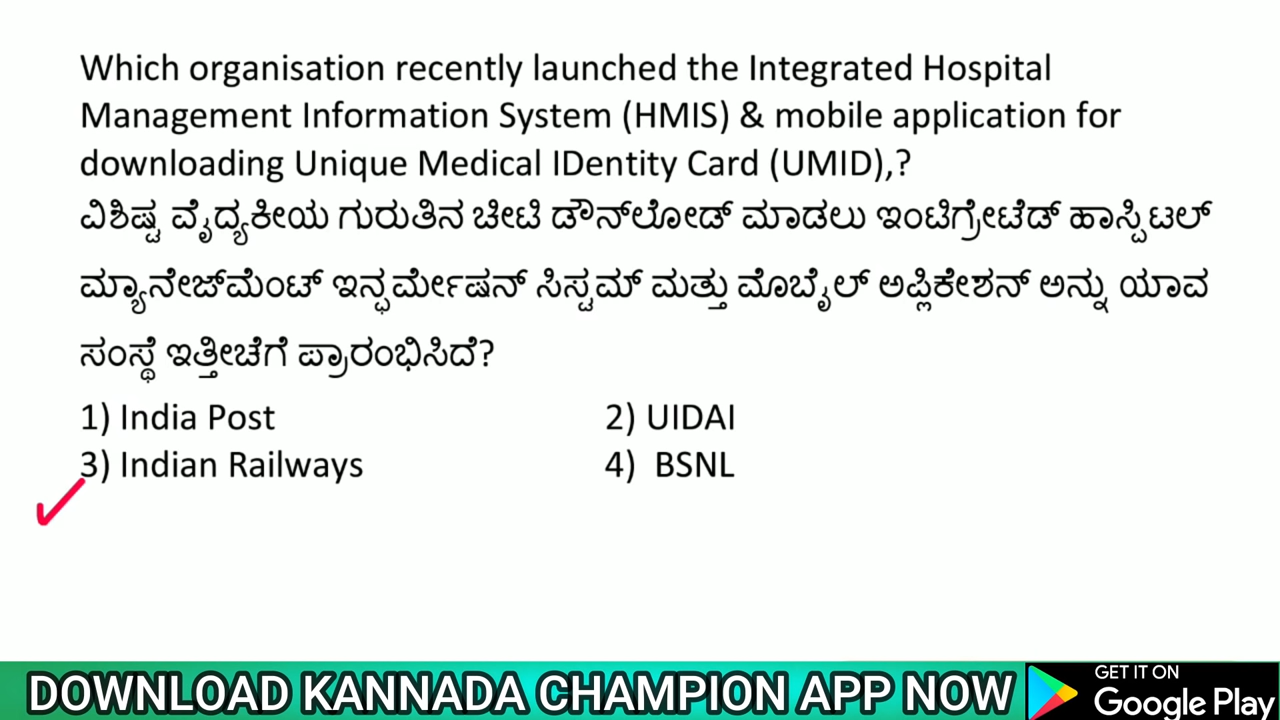 Which organisation recently launched the Integrated Hospital
Management Information System (HMIS) & mobile application for
downloading Unique Medical IDentity Card (UMID),?
ವಿಶಿಷ್ಟ ವೈದ್ಯಕೀಯ ಗುರುತಿನ ಚೀಟಿ ಡೌನ್‌ಲೋಡ್ ಮಾಡಲು ಇಂಟಿಗ್ರೇಟೆಡ್ ಹಾಸ್ಪಿಟಲ್
ಮ್ಯಾನೇಜ್‌ಮೆಂಟ್ ಇನ್ಫರ್ಮೇಷನ್ ಸಿಸ್ಟಮ್ ಮತ್ತು ಮೊಬೈಲ್ ಅಪ್ಲಿಕೇಶನ್ ಅನ್ನು ಯಾವ
ಸಂಸ್ಥೆ ಇತ್ತೀಚೆಗೆ ಪ್ರಾರಂಭಿಸಿದೆ?
1) India Post 2) UIDAI
3) Indian Railways 4) BSNL
DOWNLOAD KANNADA CHAMPION APP NOW
GET IT ON
Google Play